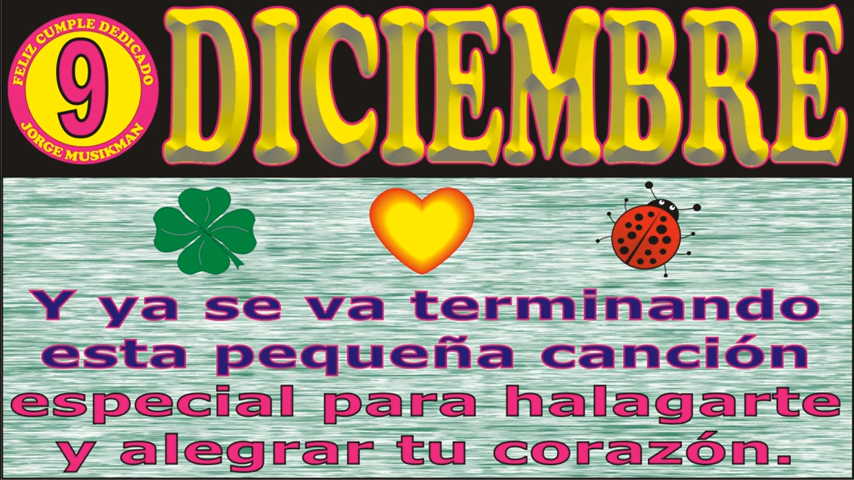 FELIZ CUMPLE DEDICADO
9
JORGE MUSIKMAN
DICIEMBRE
Y ya se va terminando
esta pequeña canción
especial para halagarte
y alegrar tu corazón.